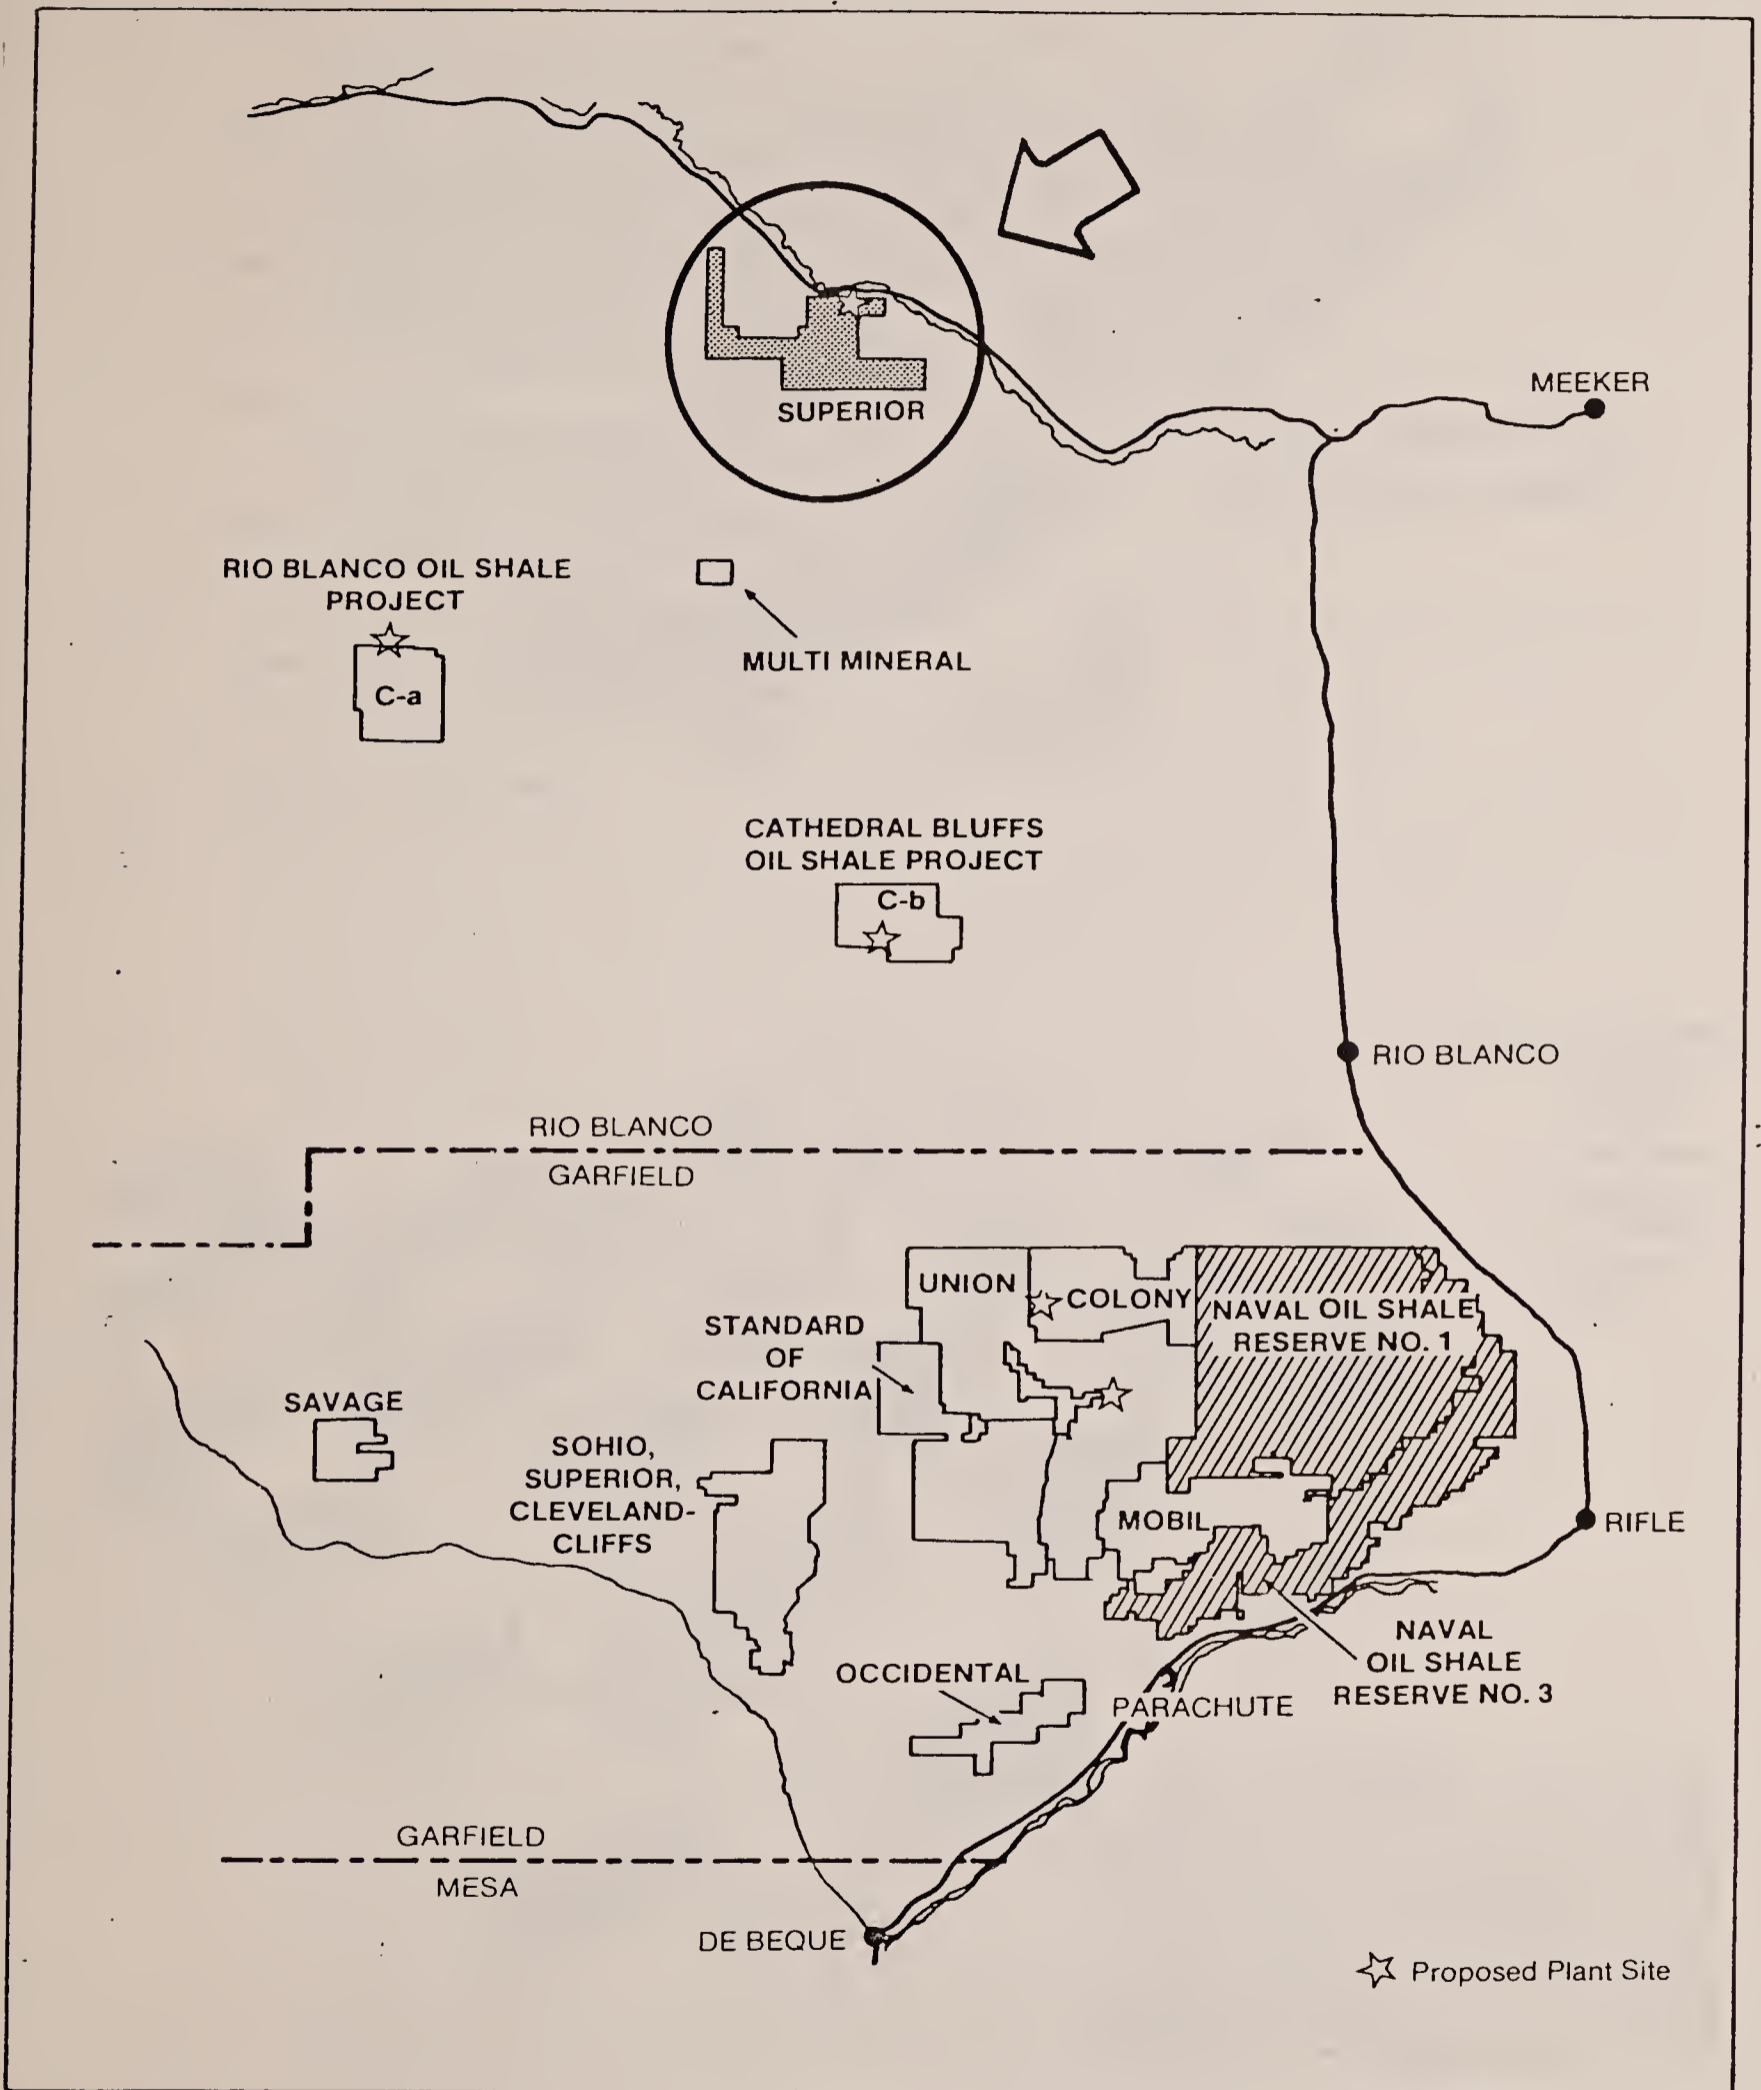 MEEKER
SUPERIOR
RIO BLANCO OIL SHALE
PROJECT
C-a
MULTI MINERAL
CATHEDRAL BLUFFS
OIL SHALE PROJECT
C-b
RIO BLANCO
RIO BLANCO
GARFIELD
UNION
COLONY
NAVAL OIL SHALE
RESERVE NO. 1
STANDARD
OF
CALIFORNIA
SAVAGE
SOHIO,
SUPERIOR,
CLEVELAND-
CLIFFS
MOBIL
RIFLE
NAVAL
OIL SHALE
RESERVE NO. 3
OCCIDENTAL
PARACHUTE
GARFIELD
MESA
DE BEQUE
Proposed Plant Site